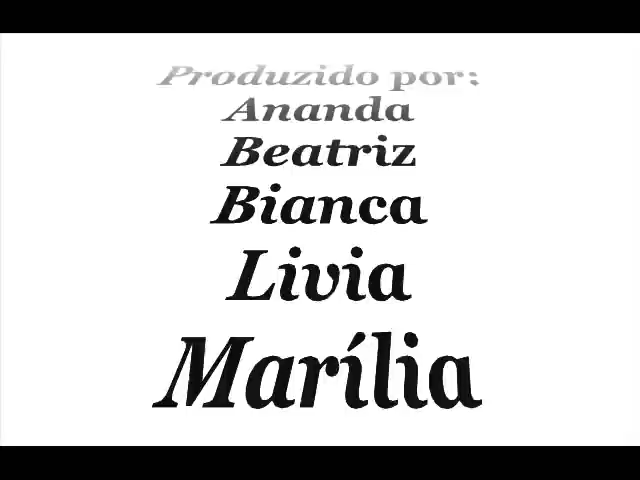 Produzido por:
Ananda
Beatriz
Bianca
Livia
Marília